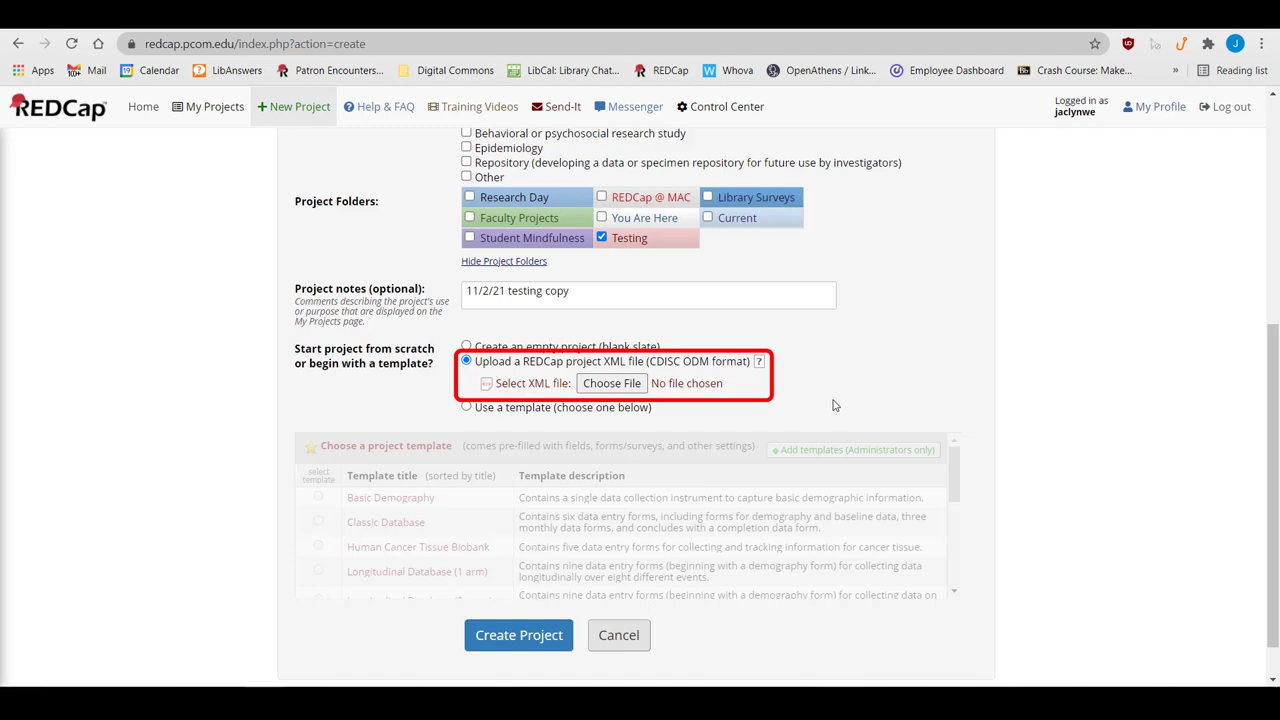 redcap.pcom.edu/index.php?action=create
Apps
Mail
Calendar
LibAnswers
Patron Encounters...
Digital Commons
LibCal: Library Chat...
REDCap
Whova
OpenAthens / Link...
Employee Dashboard
Crash Course: Make...
»
Reading list
REDCap
Home
My Projects
+ New Project
Help & FAQ
Training Videos
Send-It
Messenger
Control Center
Logged in as
jaclynwe
My Profile
Log out
Behavioral or psychosocial research study
Epidemiology
Repository (developing a data or specimen repository for future use by investigators)
Other
Project Folders:
Research Day
REDCap @ MAC
Library Surveys
Faculty Projects
You Are Here
Current
Student Mindfulness
Testing
Hide Project Folders
Project notes (optional):
Comments describing the project's use
or purpose that are displayed on the
My Projects page.
11/2/21 testing copy
Start project from scratch
or begin with a template?
Create an empty project (blank slate)
Upload a REDCap project XML file (CDISC ODM format) ?
Select XML file: Choose File No file chosen
Use a template (choose one below)
Choose a project template (comes pre-filled with fields, forms/surveys, and other settings)
Add templates (Administrators only)
select
template
Template title (sorted by title)
Template description
Basic Demography
Contains a single data collection instrument to capture basic demographic information.
Classic Database
Contains six data entry forms, including forms for demography and baseline data, three
monthly data forms, and concludes with a completion data form.
Human Cancer Tissue Biobank
Contains five data entry forms for collecting and tracking information for cancer tissue.
Longitudinal Database (1 arm)
Contains nine data entry forms (beginning with a demography form) for collecting data
longitudinally over eight different events.
Contains nine data entry forms (beginning with a demography form) for collecting data on
Create Project
Cancel